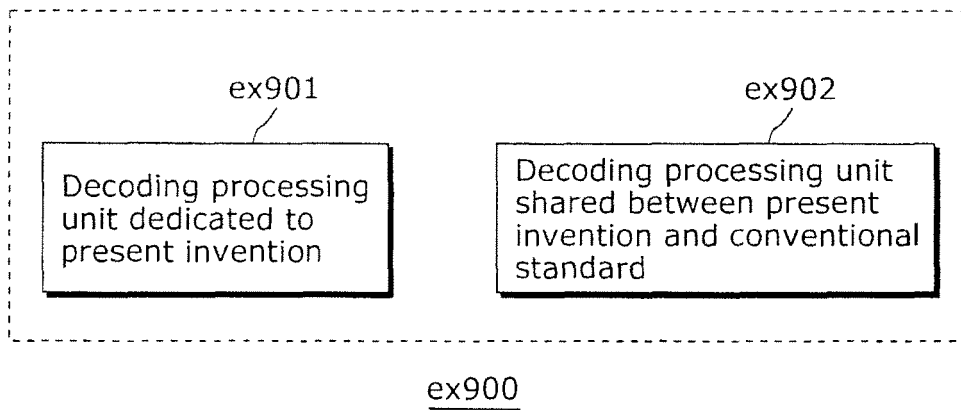 ex901
Decoding processing
unit dedicated to
present invention
ex902
Decoding processing unit
shared between present
invention and conventional
standard
ex900